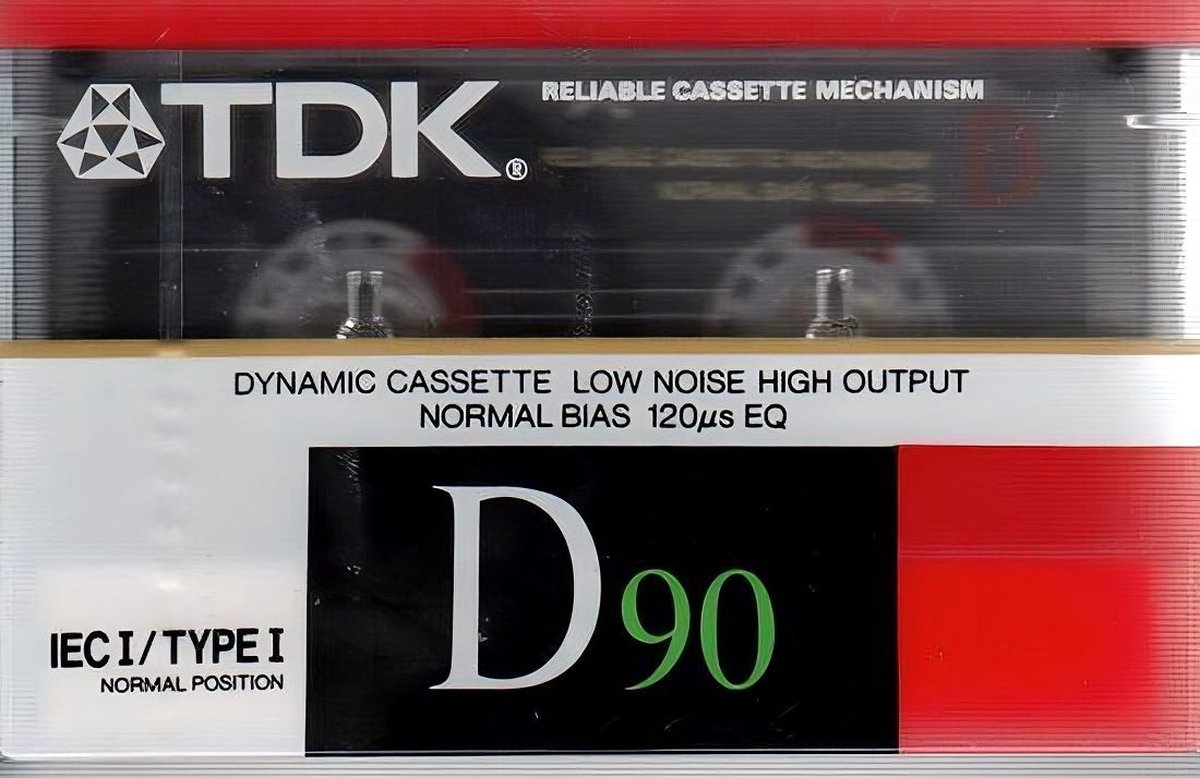 TDK®
RELIABLE CASSETTE MECHANISM
D
DYNAMIC CASSETTE LOW NOISE HIGH OUTPUT
NORMAL BIAS 120µs EQ
D90
IEC I/TYPE I
NORMAL POSITION